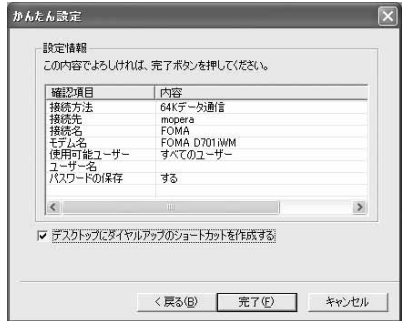 かんたん設定
設定情報
この内容でよろしければ、完了ボタンを押してください。
確認項目 内容
接続方法 64Kデータ通信
接続先 mopera
接続名 FOMA
モデム名 FOMA D701iWM
使用可能ユーザー すべてのユーザー
ユーザー名
パスワードの保存 する
デスクトップにダイヤルアップのショートカットを作成する
< 戻る(B) 完了(F) キャンセル